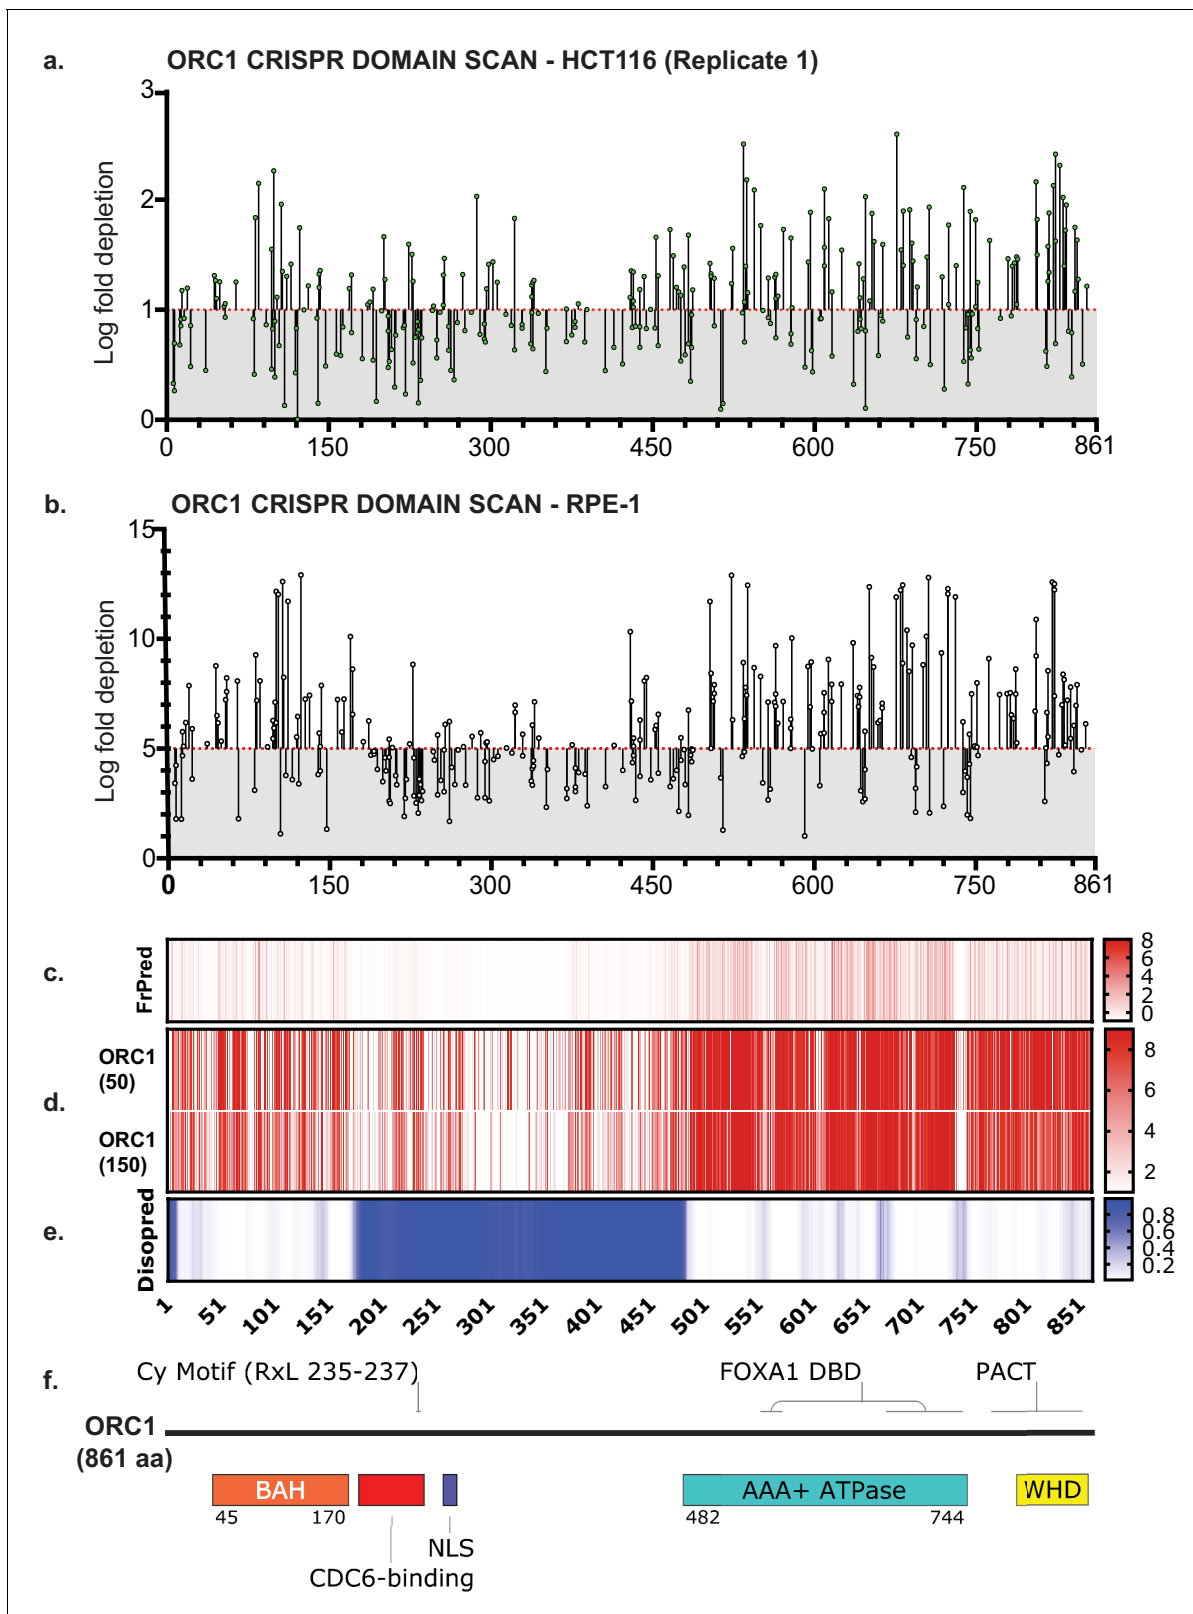 a. ORC1 CRISPR DOMAIN SCAN - HCT116 (Replicate 1)
Log fold depletion
3
2
1
0
0 150 300 450 600 750 861
b. ORC1 CRISPR DOMAIN SCAN - RPE-1
Log fold depletion
15
10
5
0
0 150 300 450 600 750 861
c. FrPred
8
6
4
2
0
d.
ORC1
(50)
ORC1
(150)
8
6
4
2
e. Disopred
0.8
0.6
0.4
0.2
1 51 101 151 201 251 301 351 401 451 501 551 601 651 701 751 801 851
f.
Cy Motif (RxL 235-237) FOXA1 DBD PACT
ORC1
(861 aa)
BAH AAA+ ATPase WHD
45 170 482 744
NLS
CDC6-binding